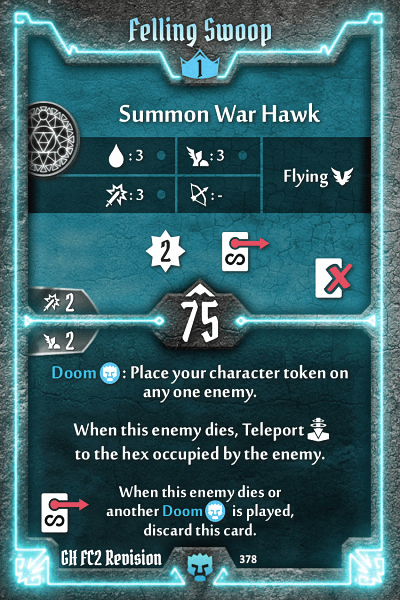 Felling Swoop
1
Summon War Hawk
: 3
: 3
Flying
: 3
: -
2
S
2
75
2
Doom : Place your character token on
any one enemy.
When this enemy dies, Teleport
to the hex occupied by the enemy.
When this enemy dies or
another Doom is played,
discard this card.
S
GH FC2 Revision
378